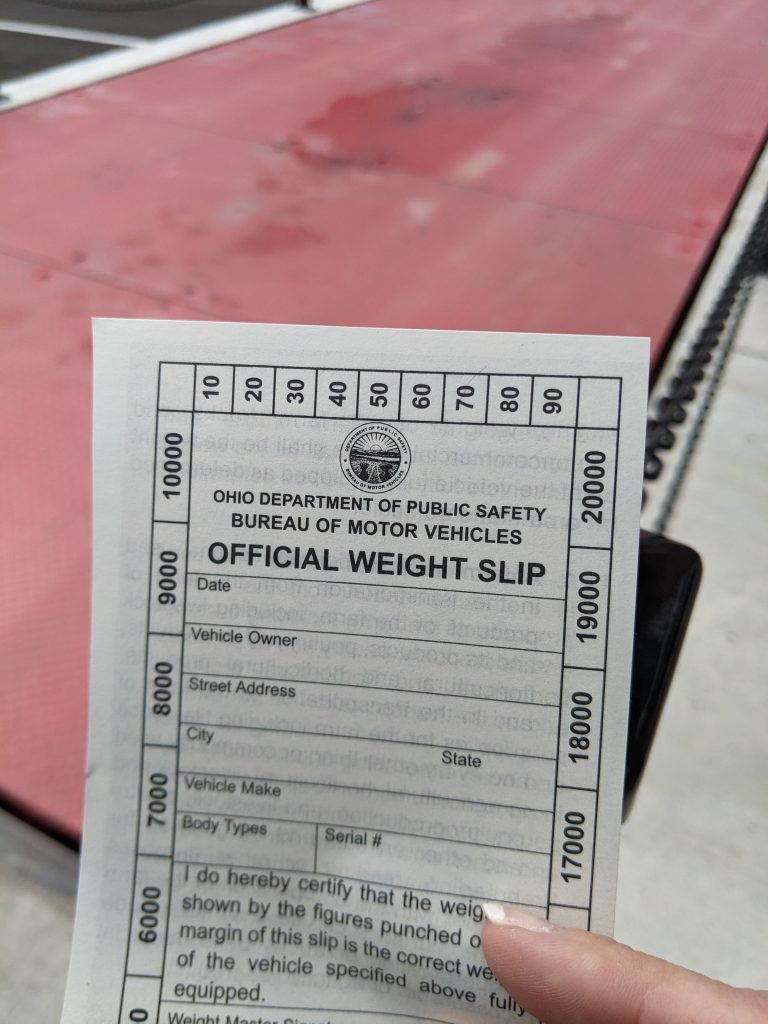 10 20 30 40 50 60 70 80 90
10000
9000
8000
7000
6000
0
20000
19000
18000
17000
DEPARTMENT OF PUBLIC SAFETY
BUREAU OF MOTOR VEHICLES
OHIO DEPARTMENT OF PUBLIC SAFETY
BUREAU OF MOTOR VEHICLES
OFFICIAL WEIGHT SLIP
Date
Vehicle Owner
Street Address
City State
Vehicle Make
Body Types Serial #
I do hereby certify that the weig
shown by the figures punched o
margin of this slip is the correct we
of the vehicle specified above fully
equipped.
Weight Master